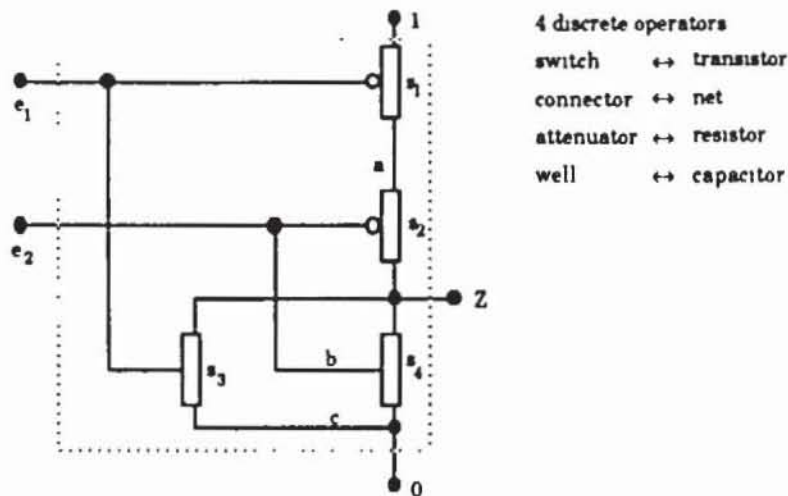 1
4 discrete operators
switch ↔ transistor
connector ↔ net
attenuator ↔ resistor
well ↔ capacitor
e1
s1
a
e2
s2
Z
s3
b
s4
c
0